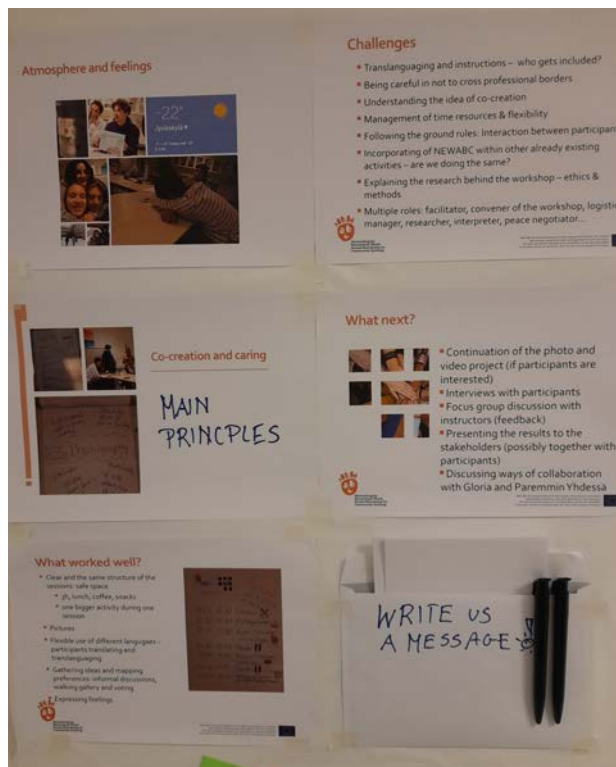 Atmosphere and feelings
-22°
Jyväskylä
Challenges
Translanguaging and instructions – who gets included?
Being careful in not to cross professional borders
Understanding the idea of co-creation
Management of time resources & flexibility
Following the ground rules: Interaction between participan
Incorporating of NEWABC within other already existing
activities – are we doing the same?
Explaining the research behind the workshop – ethics &
methods
Multiple roles: facilitator, convener of the workshop, logistic
manager, researcher, interpreter, peace negotiator...
Co-creation and caring
MAIN
PRINCPLES
What next?
Continuation of the photo and
video project (if participants are
interested)
Interviews with participants
Focus group discussion with
instructors (feedback)
Presenting the results to the
stakeholders (possibly together with
participants)
Discussing ways of collaboration
with Gloria and Paremmin Yhdessä
What worked well?
Clear and the same structure of the
sessions: safe space
3h, lunch, coffee, snacks
one bigger activity during one
session
Pictures
Flexible use of different langugaes –
participants translating and
translanguaging
Gathering ideas and mapping
preferences: informal discussions,
walking gallery and voting
Expressing feelings
WRITE US
A MESSAGE